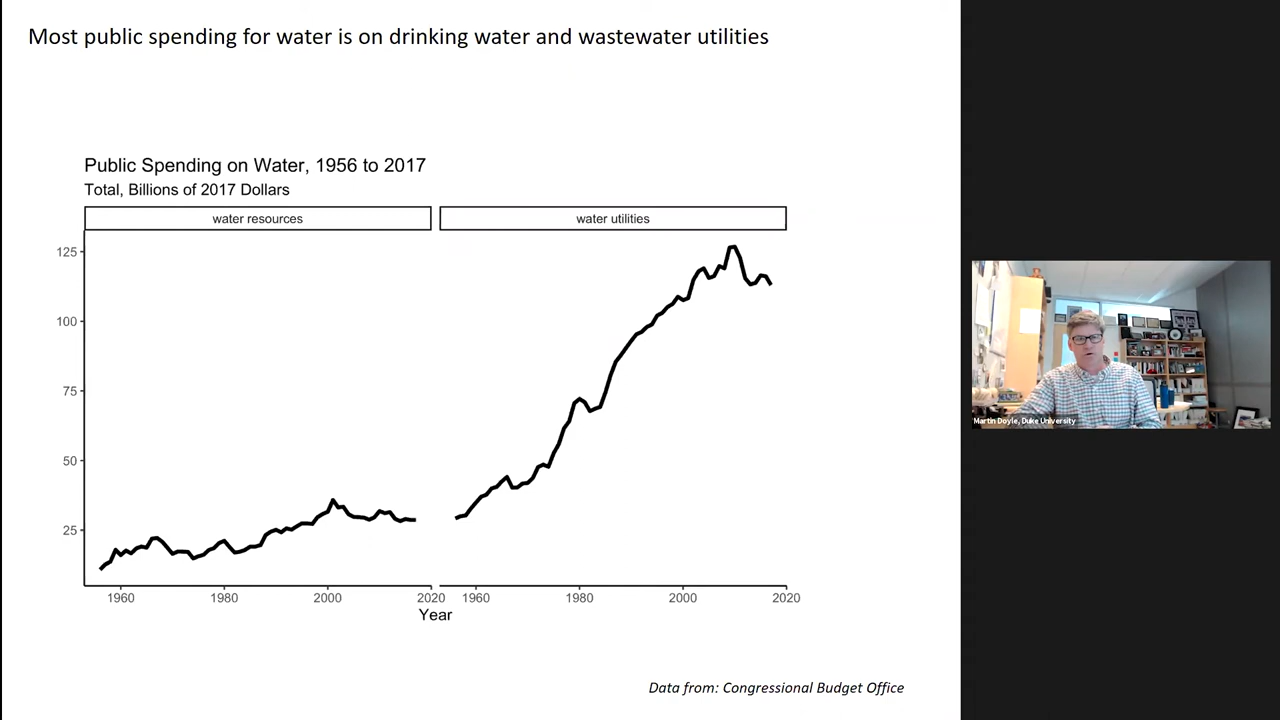 Most public spending for water is on drinking water and wastewater utilities
Public Spending on Water, 1956 to 2017
Total, Billions of 2017 Dollars
water resources
water utilities
125
100
75
50
25
1960
1980
2000
2020
1960
1980
2000
2020
Year
Data from: Congressional Budget Office
Martin Doyle, Duke University